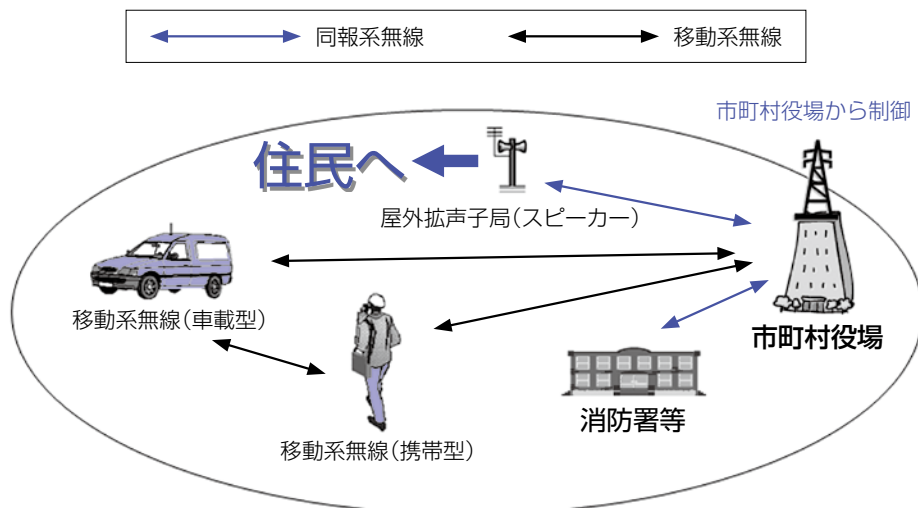 同報系無線
移動系無線
市町村役場から制御
住民へ
屋外拡声子局(スピーカー)
移動系無線(車載型)
市町村役場
消防署等
移動系無線(携帯型)